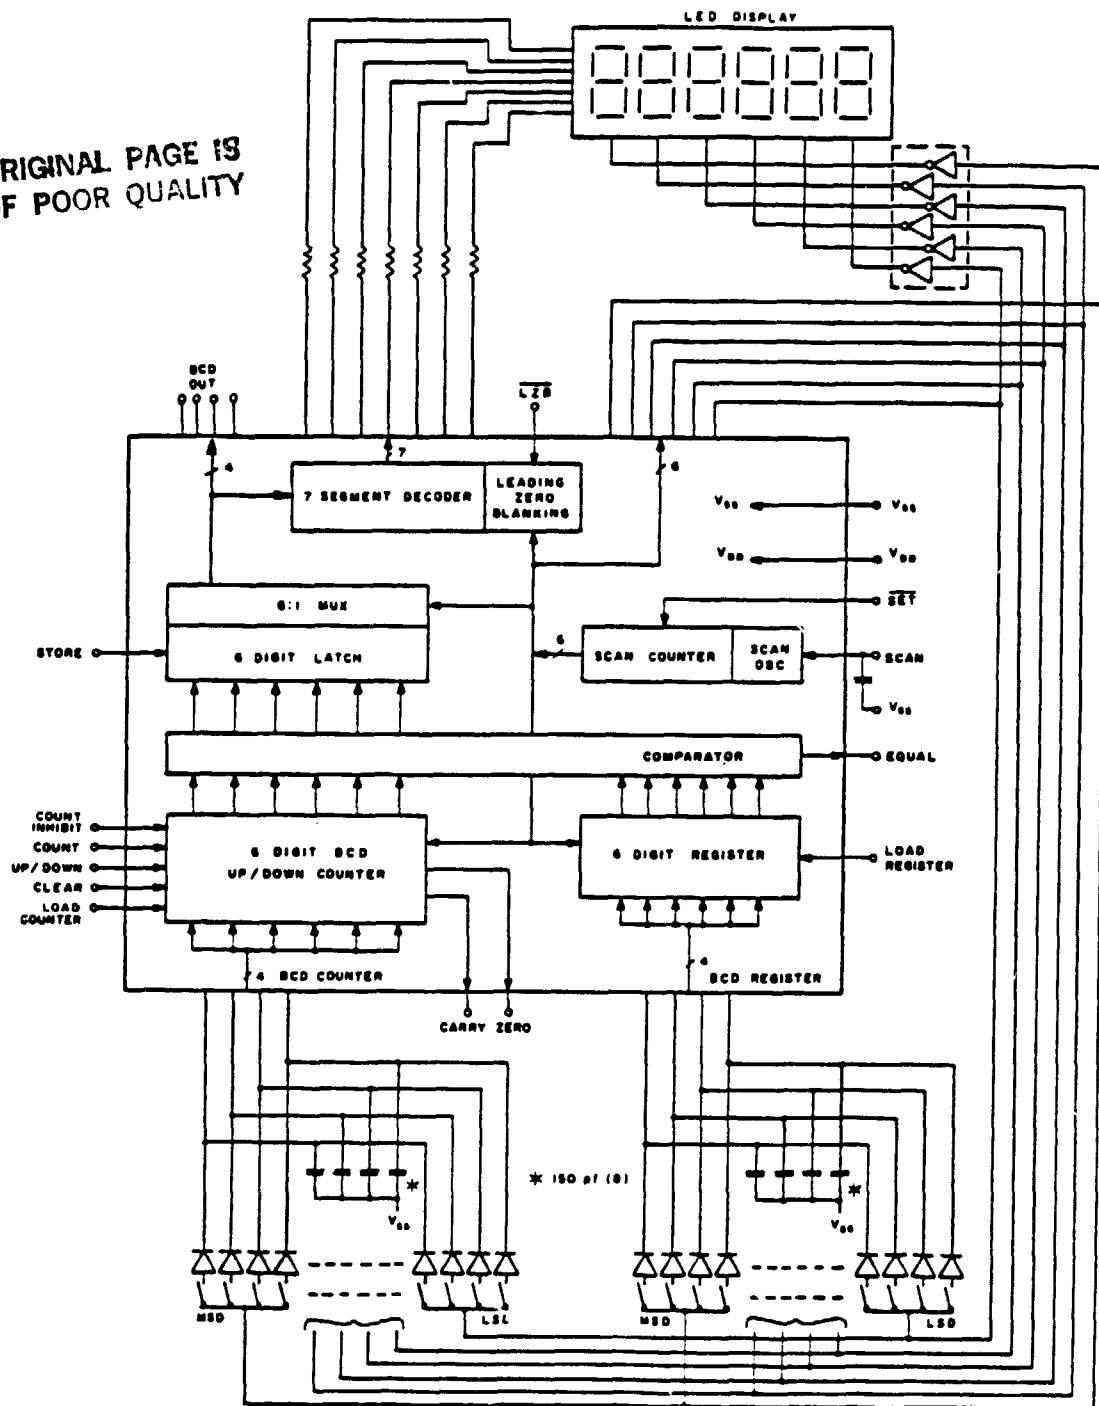 LED DISPLAY
RIGINAL PAGE IS
F POOR QUALITY
BCD
OUT
LZB
4
7
6
7 SEGMENT DECODER
LEADING
ZERO
BLANKING
VSS
VSS
VDD
VDD
6:1 MUX
SET
STORE
6 DIGIT LATCH
6
SCAN COUNTER
SCAN
OSC
SCAN
VSS
COMPARATOR
EQUAL
COUNT
INHIBIT
COUNT
UP/DOWN
CLEAR
LOAD
COUNTER
6 DIGIT BCD
UP/DOWN COUNTER
6 DIGIT REGISTER
LOAD
REGISTER
4 BCD COUNTER
4
BCD REGISTER
CARRY ZERO
* 150 pf (8)
*
VSS
*
VSS
MSD
LSD
MSD
LSD